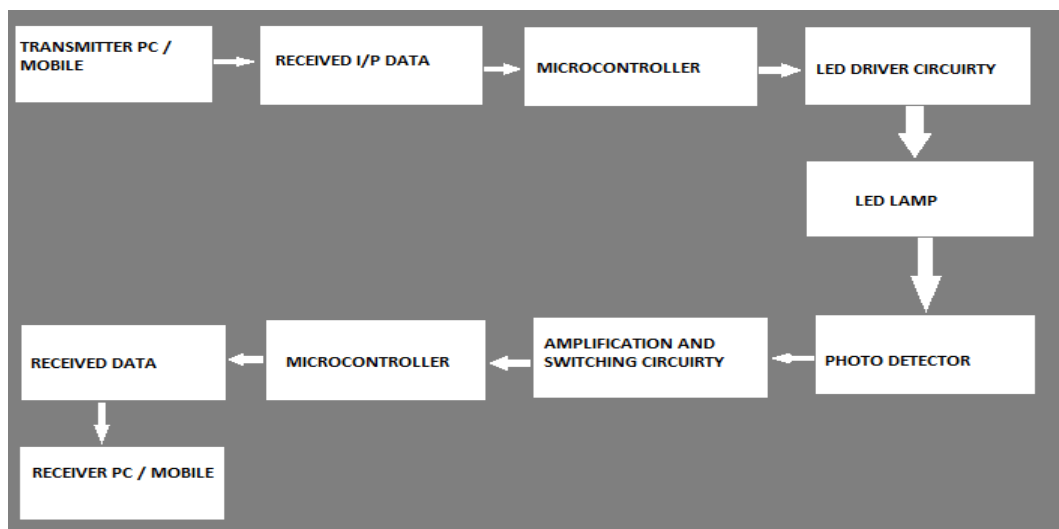 TRANSMITTER PC /
MOBILE
RECEIVED I/P DATA
MICROCONTROLLER
LED DRIVER CIRCUIRTY
LED LAMP
PHOTO DETECTOR
AMPLIFICATION AND
SWITCHING CIRCUIRTY
MICROCONTROLLER
RECEIVED DATA
RECEIVER PC / MOBILE